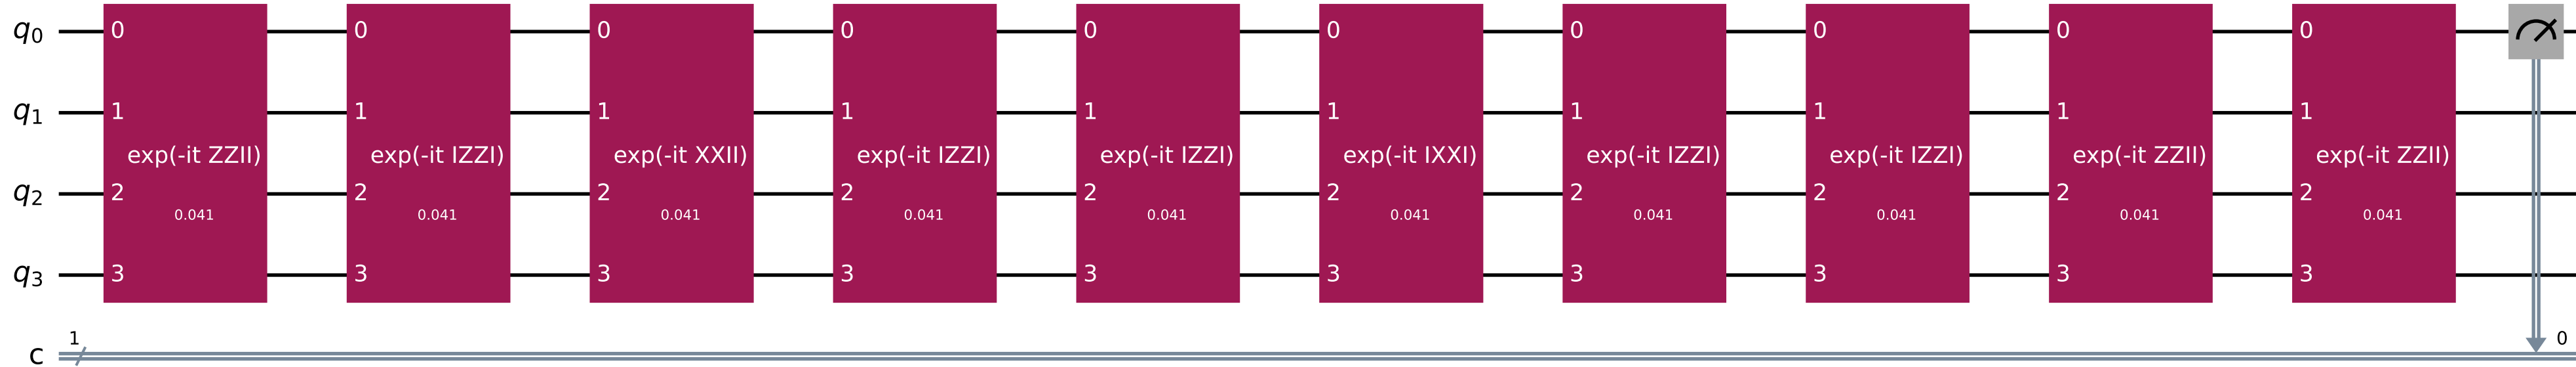 q0 0 0 0 0 0 0 0 0 0 0
q1 1 1 1 1 1 1 1 1 1 1
exp(-it ZZII) exp(-it IZZI) exp(-it XXII) exp(-it IZZI) exp(-it IZZI) exp(-it IXXI) exp(-it IZZI) exp(-it IZZI) exp(-it ZZII) exp(-it ZZII)
q2 2 2 2 2 2 2 2 2 2 2
0.041 0.041 0.041 0.041 0.041 0.041 0.041 0.041 0.041 0.041
q3 3 3 3 3 3 3 3 3 3 3
1 0
c